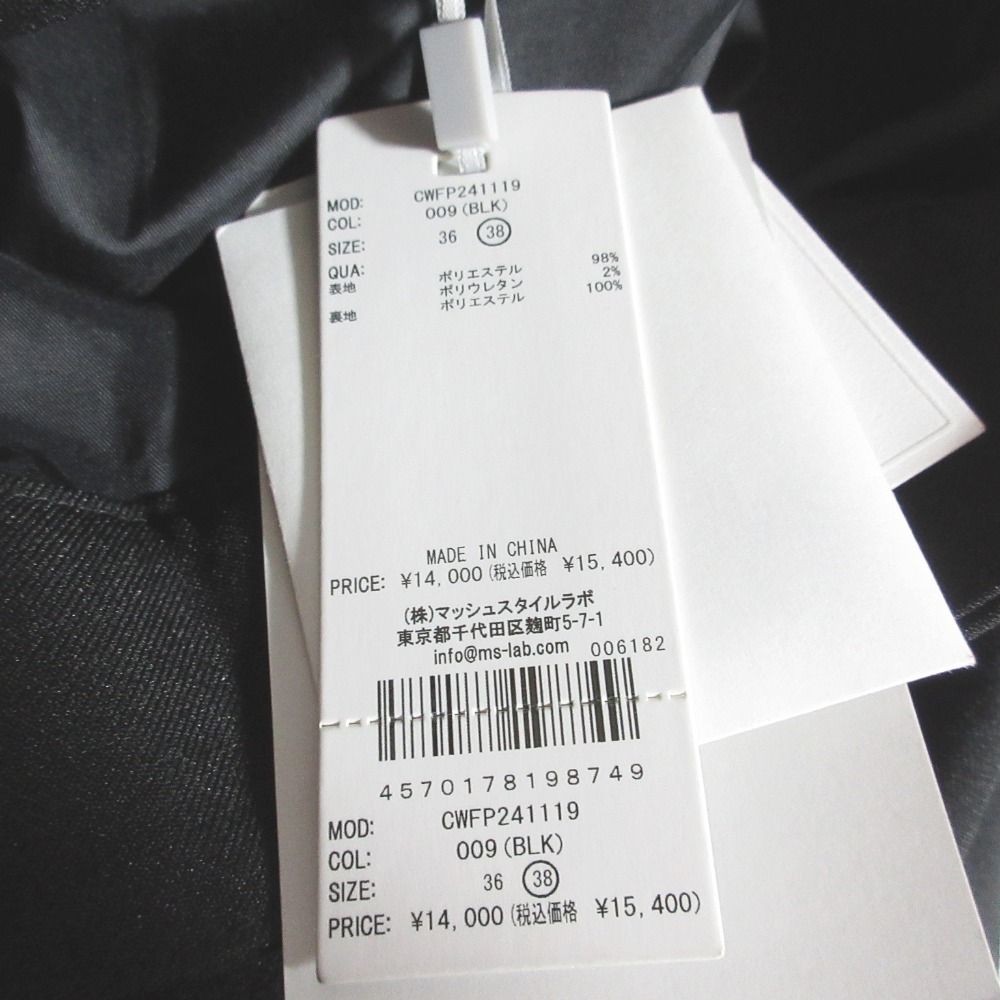 MOD: CWFP241119
COL: 009(BLK)
SIZE: 36 38
QUA:
表地 ポリエステル 98%
ポリウレタン 2%
裏地 ポリエステル 100%
MADE IN CHINA
PRICE: ¥14,000(税込価格 ¥15,400)
(株)マッシュスタイルラボ
東京都千代田区麹町5-7-1
info@ms-lab.com 006182
4570178198749
MOD: CWFP241119
COL: 009(BLK)
SIZE: 36 38
PRICE: ¥14,000(税込価格 ¥15,400)